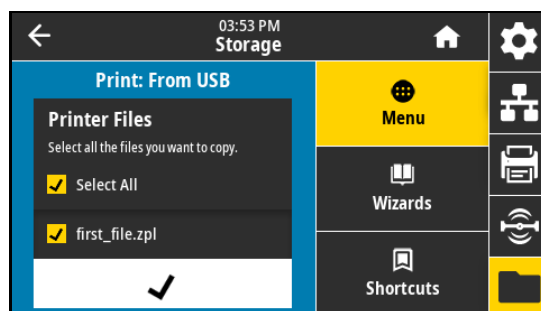 03:53 PM
Storage
Print: From USB
Printer Files
Select all the files you want to copy.
Select All
first_file.zpl
Menu
Wizards
Shortcuts